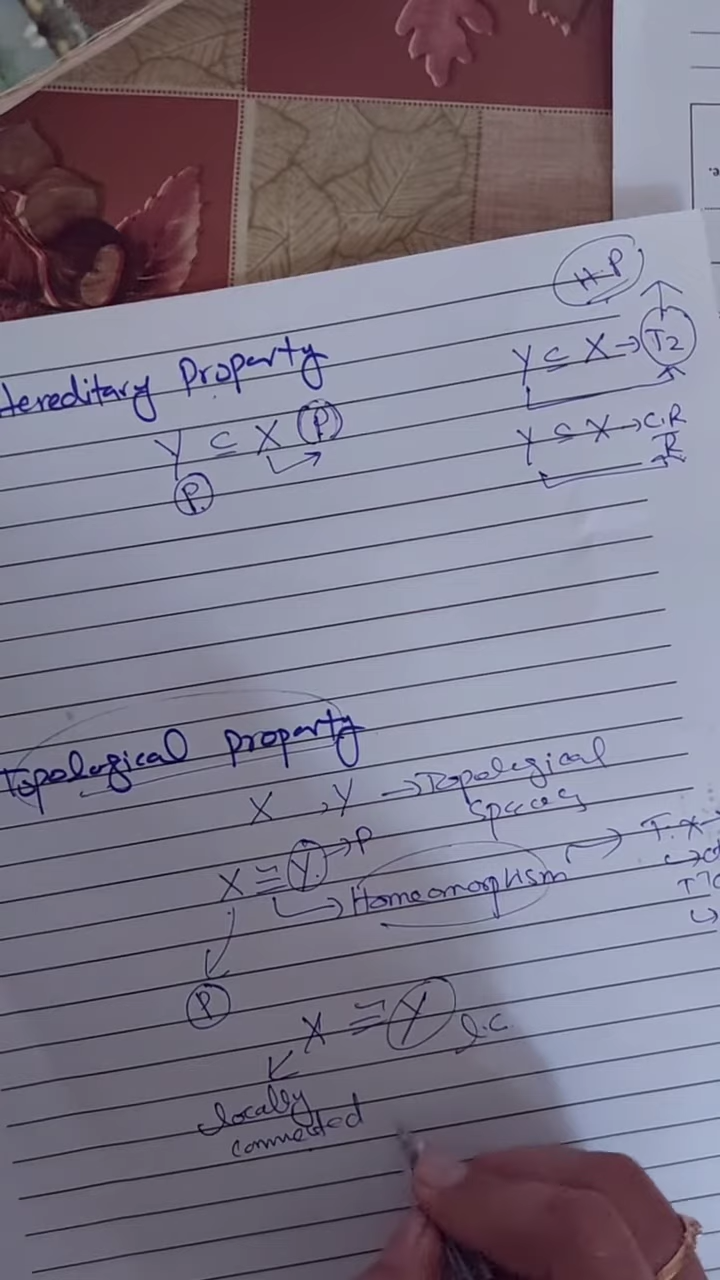 H.P
Hereditary Property
Y ⊆ X → T2
Y ⊆ X P
P
Y ⊆ X → C.R
R
Topological Property
X , Y → Topological
Spaces
X ≅ Y → P
↳ Homeomorphism → T: X
P
X ≅ Y l.c
locally
connected